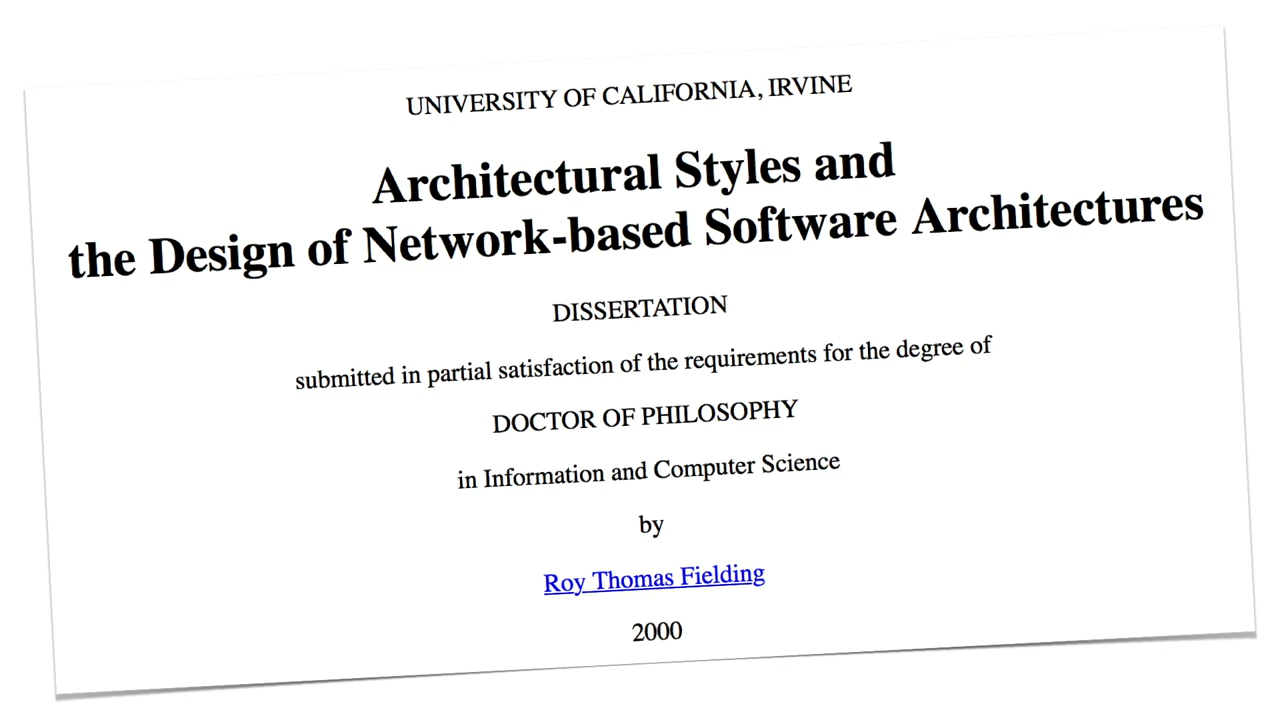 UNIVERSITY OF CALIFORNIA, IRVINE
Architectural Styles and
the Design of Network-based Software Architectures
DISSERTATION
submitted in partial satisfaction of the requirements for the degree of
DOCTOR OF PHILOSOPHY
in Information and Computer Science
by
Roy Thomas Fielding
2000